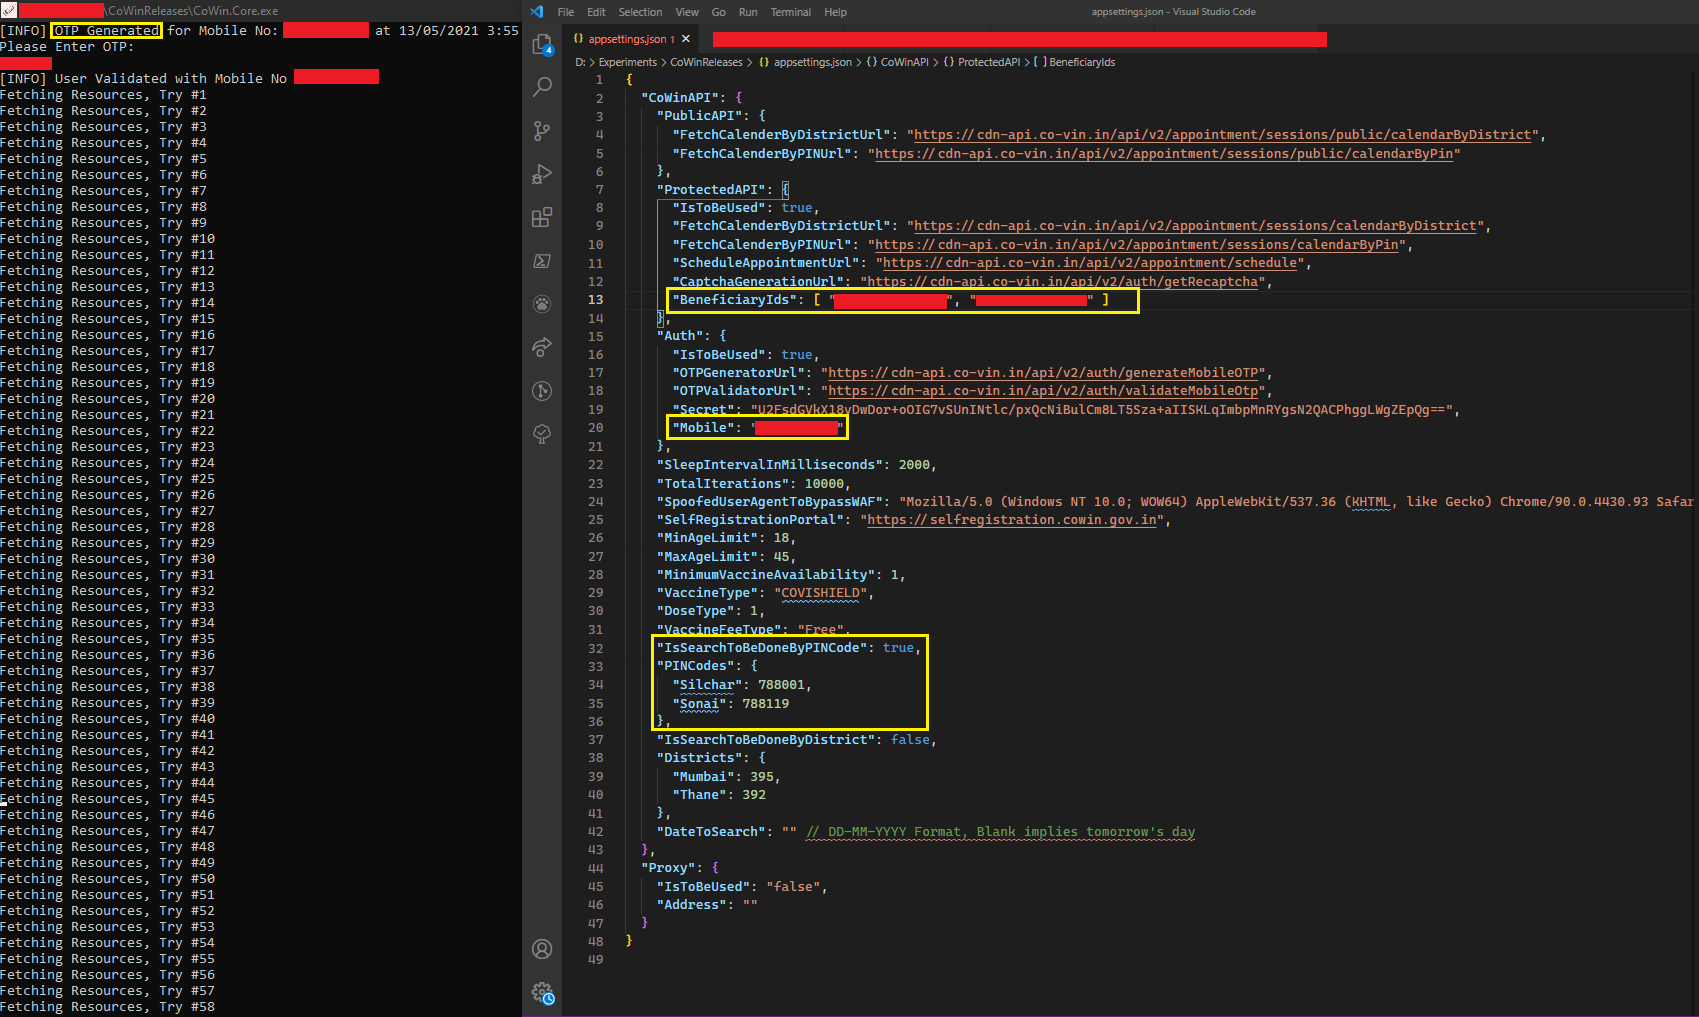 \CoWinReleases\CoWin.Core.exe
[INFO] OTP Generated for Mobile No: at 13/05/2021 3:55
Please Enter OTP:
[INFO] User Validated with Mobile No
Fetching Resources, Try #1
Fetching Resources, Try #2
Fetching Resources, Try #3
Fetching Resources, Try #4
Fetching Resources, Try #5
Fetching Resources, Try #6
Fetching Resources, Try #7
Fetching Resources, Try #8
Fetching Resources, Try #9
Fetching Resources, Try #10
Fetching Resources, Try #11
Fetching Resources, Try #12
Fetching Resources, Try #13
Fetching Resources, Try #14
Fetching Resources, Try #15
Fetching Resources, Try #16
Fetching Resources, Try #17
Fetching Resources, Try #18
Fetching Resources, Try #19
Fetching Resources, Try #20
Fetching Resources, Try #21
Fetching Resources, Try #22
Fetching Resources, Try #23
Fetching Resources, Try #24
Fetching Resources, Try #25
Fetching Resources, Try #26
Fetching Resources, Try #27
Fetching Resources, Try #28
Fetching Resources, Try #29
Fetching Resources, Try #30
Fetching Resources, Try #31
Fetching Resources, Try #32
Fetching Resources, Try #33
Fetching Resources, Try #34
Fetching Resources, Try #35
Fetching Resources, Try #36
Fetching Resources, Try #37
Fetching Resources, Try #38
Fetching Resources, Try #39
Fetching Resources, Try #40
Fetching Resources, Try #41
Fetching Resources, Try #42
Fetching Resources, Try #43
Fetching Resources, Try #44
Fetching Resources, Try #45
Fetching Resources, Try #46
Fetching Resources, Try #47
Fetching Resources, Try #48
Fetching Resources, Try #49
Fetching Resources, Try #50
Fetching Resources, Try #51
Fetching Resources, Try #52
Fetching Resources, Try #53
Fetching Resources, Try #54
Fetching Resources, Try #55
Fetching Resources, Try #56
Fetching Resources, Try #57
Fetching Resources, Try #58
File Edit Selection View Go Run Terminal Help appsettings.json - Visual Studio Code
{} appsettings.json 1 ×
D: > Experiments > CoWinReleases > {} appsettings.json > {} CoWinAPI > {} ProtectedAPI > [ ] BeneficiaryIds
4
1 {
2 "CoWinAPI": {
3 "PublicAPI": {
4 "FetchCalenderByDistrictUrl": "https://cdn-api.co-vin.in/api/v2/appointment/sessions/public/calendarByDistrict",
5 "FetchCalenderByPINUrl": "https://cdn-api.co-vin.in/api/v2/appointment/sessions/public/calendarByPin"
6 },
7 "ProtectedAPI": {
8 "IsToBeUsed": true,
9 "FetchCalenderByDistrictUrl": "https://cdn-api.co-vin.in/api/v2/appointment/sessions/calendarByDistrict",
10 "FetchCalenderByPINUrl": "https://cdn-api.co-vin.in/api/v2/appointment/sessions/calendarByPin",
11 "ScheduleAppointmentUrl": "https://cdn-api.co-vin.in/api/v2/appointment/schedule",
12 "CaptchaGenerationUrl": "https://cdn-api.co-vin.in/api/v2/auth/getRecaptcha",
13 "BeneficiaryIds": [ "", "" ]
14 },
15 "Auth": {
16 "IsToBeUsed": true,
17 "OTPGeneratorUrl": "https://cdn-api.co-vin.in/api/v2/auth/generateMobileOTP",
18 "OTPValidatorUrl": "https://cdn-api.co-vin.in/api/v2/auth/validateMobileOtp",
19 "Secret": "U2FsdGVkX18yDwDor+oOIG7vSUnINtlc/pxQcNiBulCm8LT5Sza+aIISKLqImbpMnRYgsN2QACPhggLWgZEpQg==",
20 "Mobile": ""
21 },
22 "SleepIntervalInMilliseconds": 2000,
23 "TotalIterations": 10000,
24 "SpoofedUserAgentToBypassWAF": "Mozilla/5.0 (Windows NT 10.0; WOW64) AppleWebKit/537.36 (KHTML, like Gecko) Chrome/90.0.4430.93 Safar
25 "SelfRegistrationPortal": "https://selfregistration.cowin.gov.in",
26 "MinAgeLimit": 18,
27 "MaxAgeLimit": 45,
28 "MinimumVaccineAvailability": 1,
29 "VaccineType": "COVISHIELD",
30 "DoseType": 1,
31 "VaccineFeeType": "Free",
32 "IsSearchToBeDoneByPINCode": true,
33 "PINCodes": {
34 "Silchar": 788001,
35 "Sonai": 788119
36 },
37 "IsSearchToBeDoneByDistrict": false,
38 "Districts": {
39 "Mumbai": 395,
40 "Thane": 392
41 },
42 "DateToSearch": "" // DD-MM-YYYY Format, Blank implies tomorrow's day
43 },
44 "Proxy": {
45 "IsToBeUsed": "false",
46 "Address": ""
47 }
48 }
49